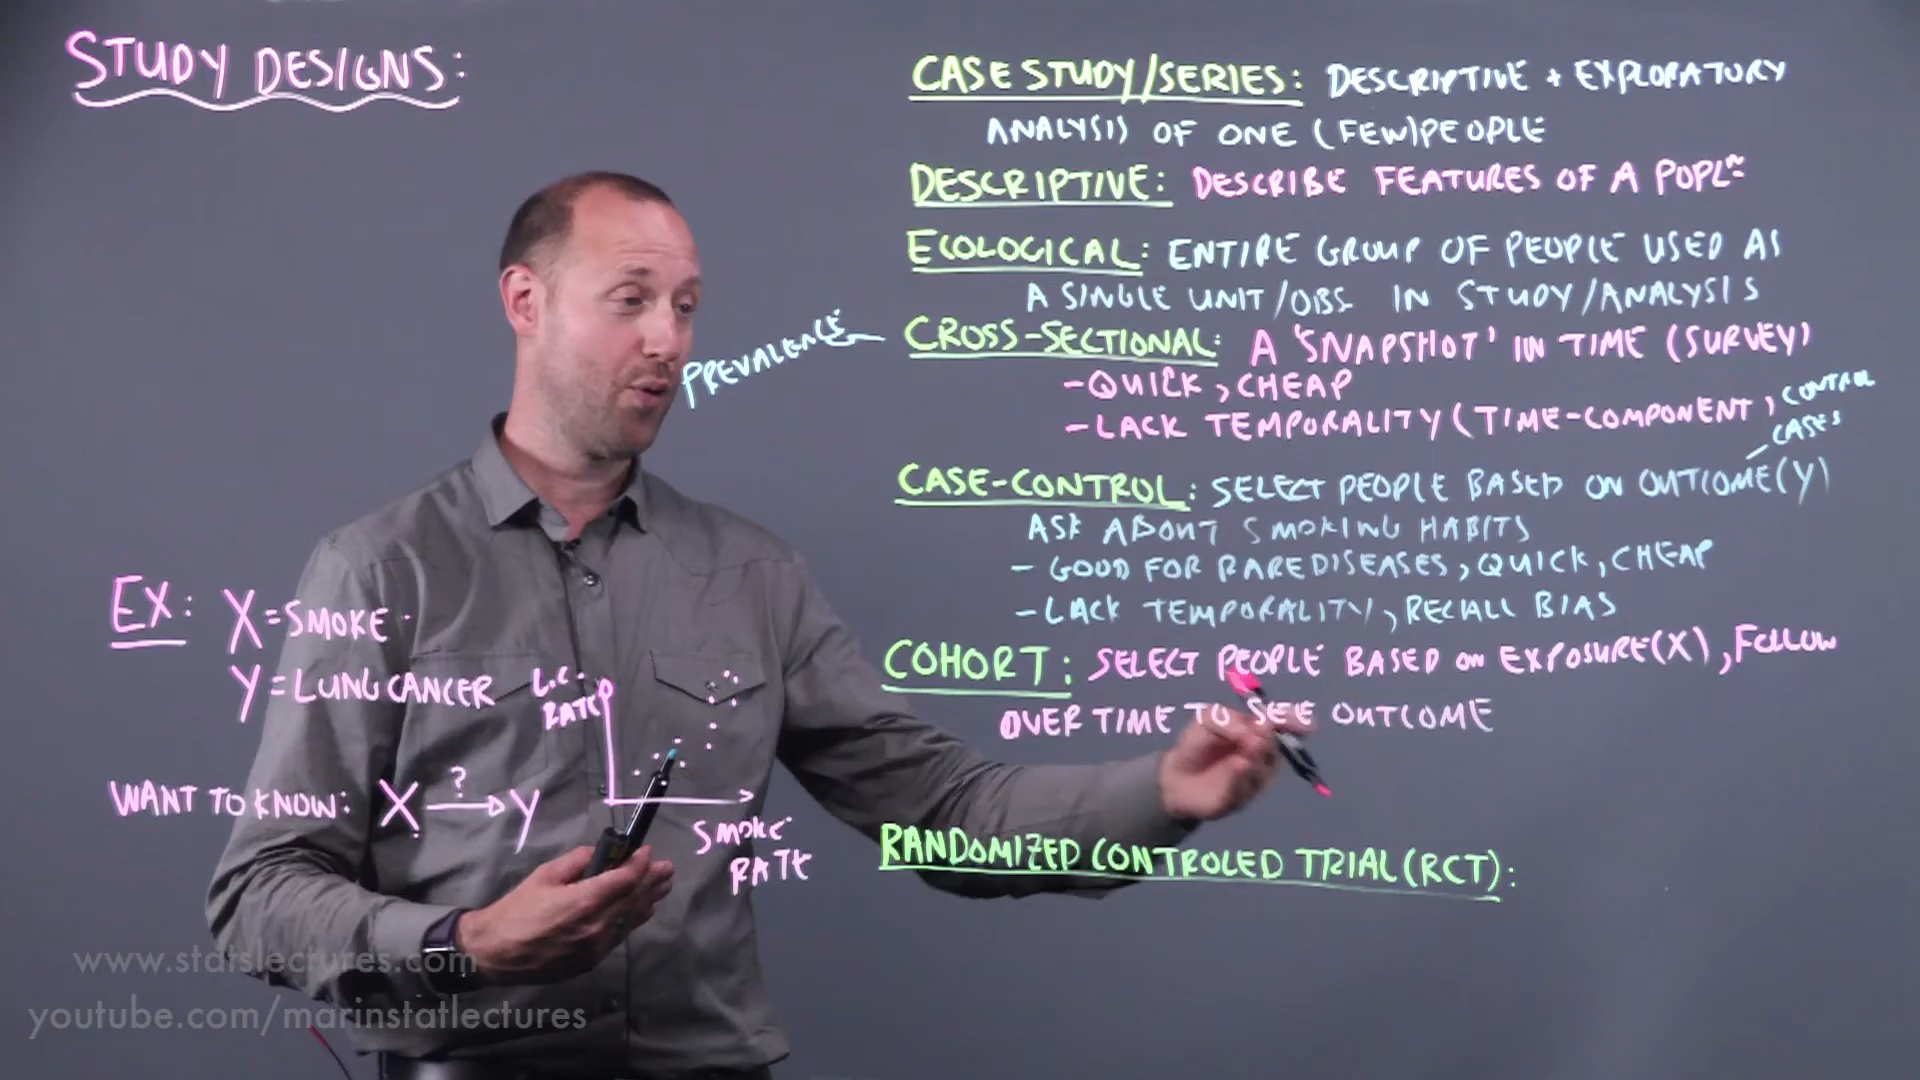 STUDY DESIGNS:
CASE STUDY/SERIES: DESCRIPTIVE + EXPLORATORY
ANALYSIS OF ONE (FEW) PEOPLE
DESCRIPTIVE: DESCRIBE FEATURES OF A POPLN
ECOLOGICAL: ENTIRE GROUP OF PEOPLE USED AS
A SINGLE UNIT/OBS IN STUDY/ANALYSIS
PREVALENCE
CROSS-SECTIONAL: A 'SNAPSHOT' IN TIME (SURVEY)
-QUICK, CHEAP
-LACK TEMPORALITY (TIME-COMPONENT)
CONTROL
CASES
CASE-CONTROL: SELECT PEOPLE BASED ON OUTCOME(Y)
ASK ABOUT SMOKING HABITS
- GOOD FOR RARE DISEASES, QUICK, CHEAP
-LACK TEMPORALITY, RECALL BIAS
COHORT: SELECT PEOPLE BASED ON EXPOSURE(X), FOLLOW
OVER TIME TO SEE OUTCOME
RANDOMIZED CONTROLED TRIAL (RCT):
EX: X=SMOKE
Y=LUNG CANCER
L.C.
RATE
SMOKE
RATE
WANT TO KNOW: X ? → Y
www.statslectures.com
youtube.com/marinstatlectures